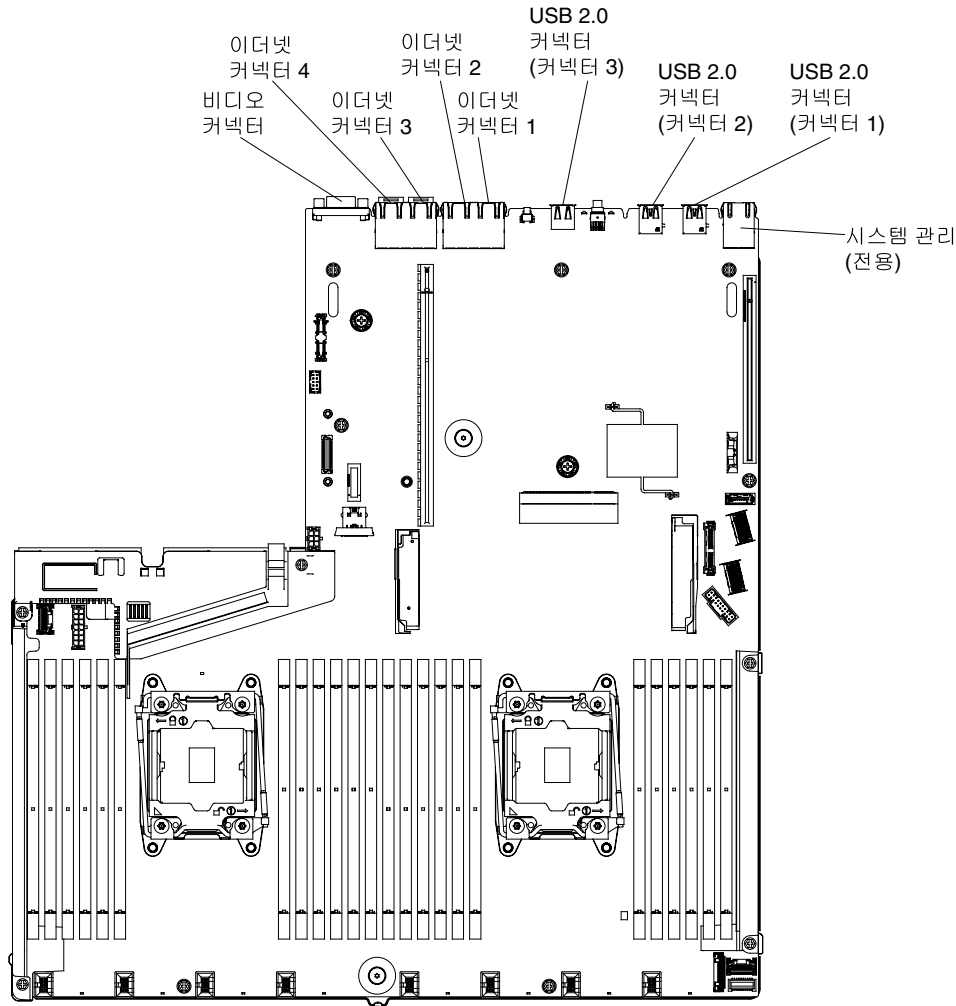 USB 2.0
커넥터
(커넥터 3)
이더넷
커넥터 4
이더넷
커넥터 2
USB 2.0
커넥터
(커넥터 2)
USB 2.0
커넥터
(커넥터 1)
비디오
커넥터
이더넷
커넥터 3
이더넷
커넥터 1
시스템 관리
(전용)